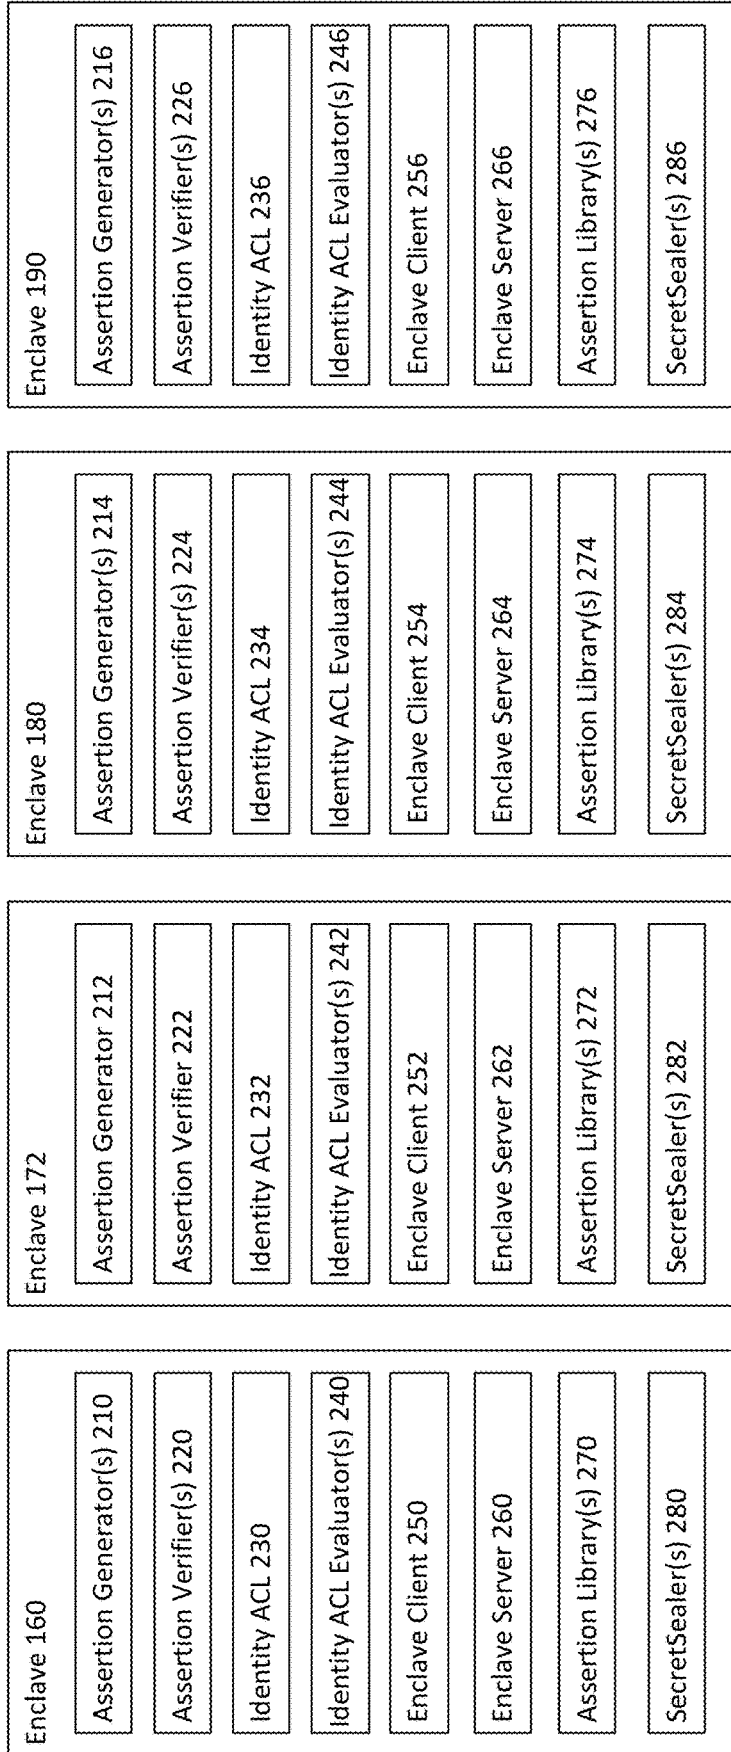 Enclave 160
Assertion Generator(s) 210
Assertion Verifier(s) 220
Identity ACL 230
Identity ACL Evaluator(s) 240
Enclave Client 250
Enclave Server 260
Assertion Library(s) 270
SecretSealer(s) 280
Enclave 172
Assertion Generator 212
Assertion Verifier 222
Identity ACL 232
Identity ACL Evaluator(s) 242
Enclave Client 252
Enclave Server 262
Assertion Library(s) 272
SecretSealer(s) 282
Enclave 180
Assertion Generator(s) 214
Assertion Verifier(s) 224
Identity ACL 234
Identity ACL Evaluator(s) 244
Enclave Client 254
Enclave Server 264
Assertion Library(s) 274
SecretSealer(s) 284
Enclave 190
Assertion Generator(s) 216
Assertion Verifier(s) 226
Identity ACL 236
Identity ACL Evaluator(s) 246
Enclave Client 256
Enclave Server 266
Assertion Library(s) 276
SecretSealer(s) 286